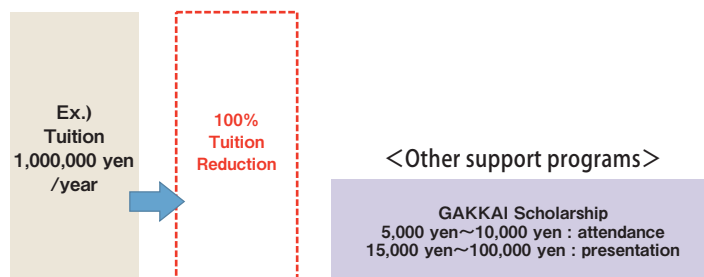 Ex.)
Tuition
1,000,000 yen
/year
100%
Tuition
Reduction
＜Other support programs＞
GAKKAI Scholarship
5,000 yen～10,000 yen : attendance
15,000 yen～100,000 yen : presentation